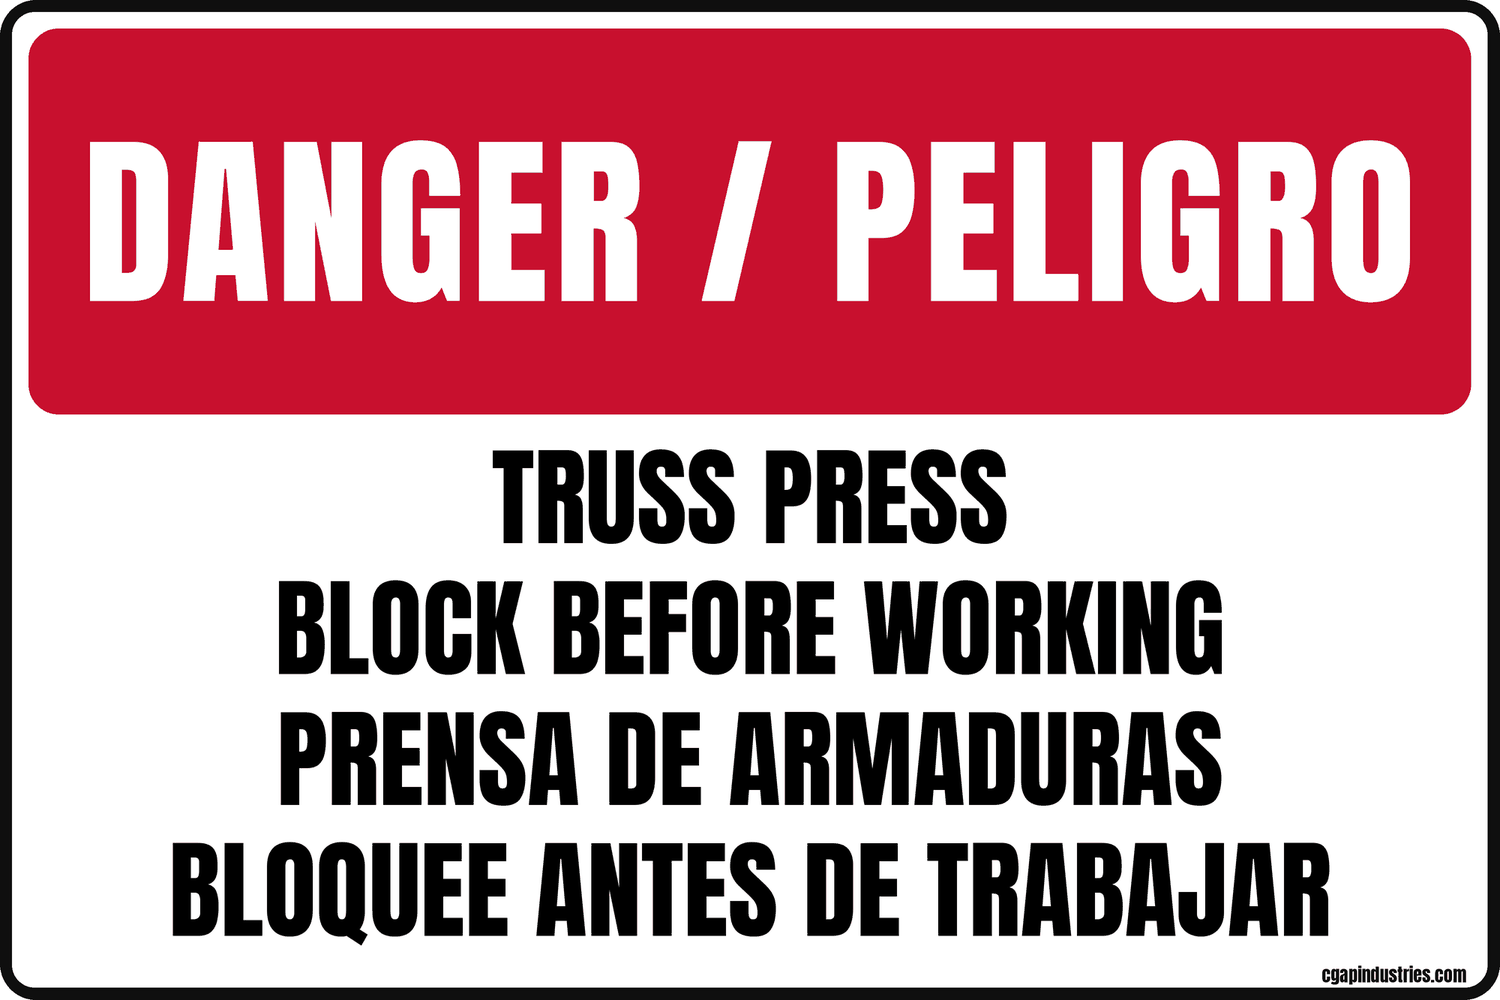 DANGER / PELIGRO
TRUSS PRESS
BLOCK BEFORE WORKING
PRENSA DE ARMADURAS
BLOQUEE ANTES DE TRABAJAR
cgapindustries.com